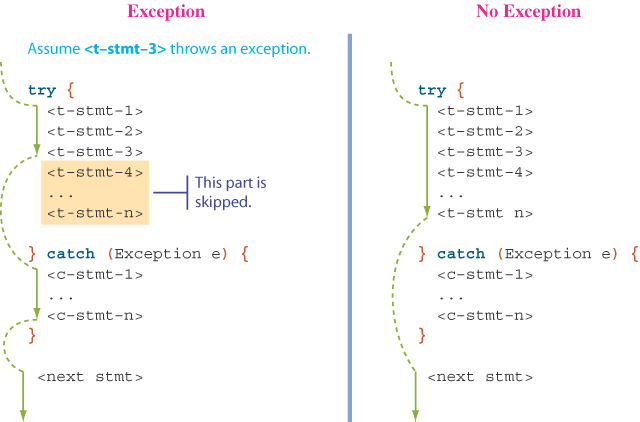 Exception
Assume <t–stmt–3> throws an exception.
try {
<t-stmt-1>
<t-stmt-2>
<t-stmt-3>
<t-stmt-4>
...
<t-stmt-n>
This part is
skipped.
} catch (Exception e) {
<c-stmt-1>
...
<c-stmt-n>
}
<next stmt>
No Exception
try {
<t-stmt-1>
<t-stmt-2>
<t-stmt-3>
<t-stmt-4>
...
<t-stmt n>
} catch (Exception e) {
<c-stmt-1>
...
<c-stmt-n>
}
<next stmt>